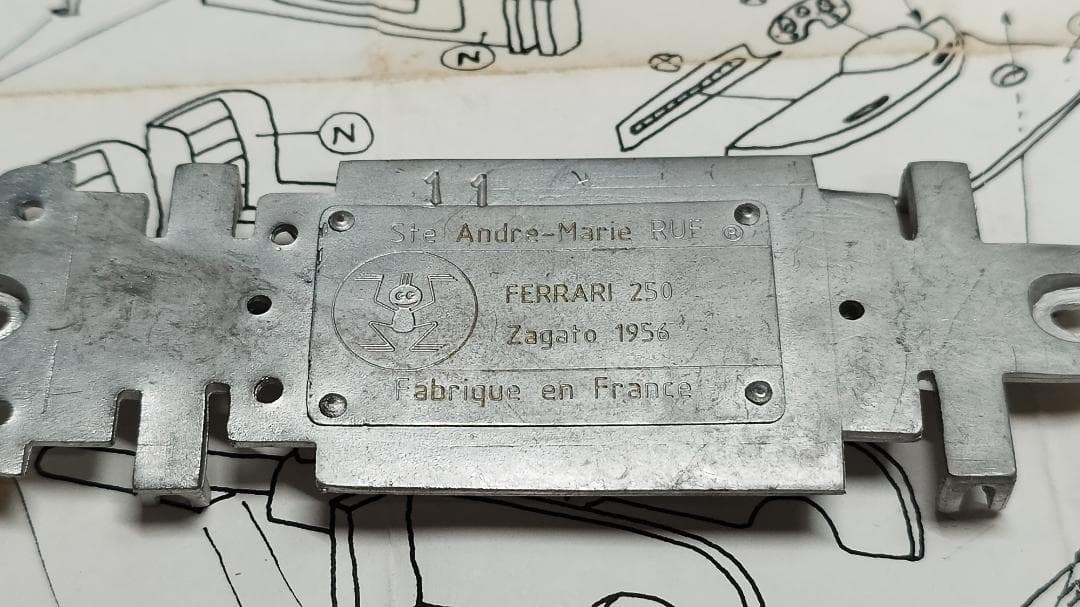 N
N
11
Ste Andre-Marie RUF ®
FERRARI 250
Zagato 1956
Fabrique en France